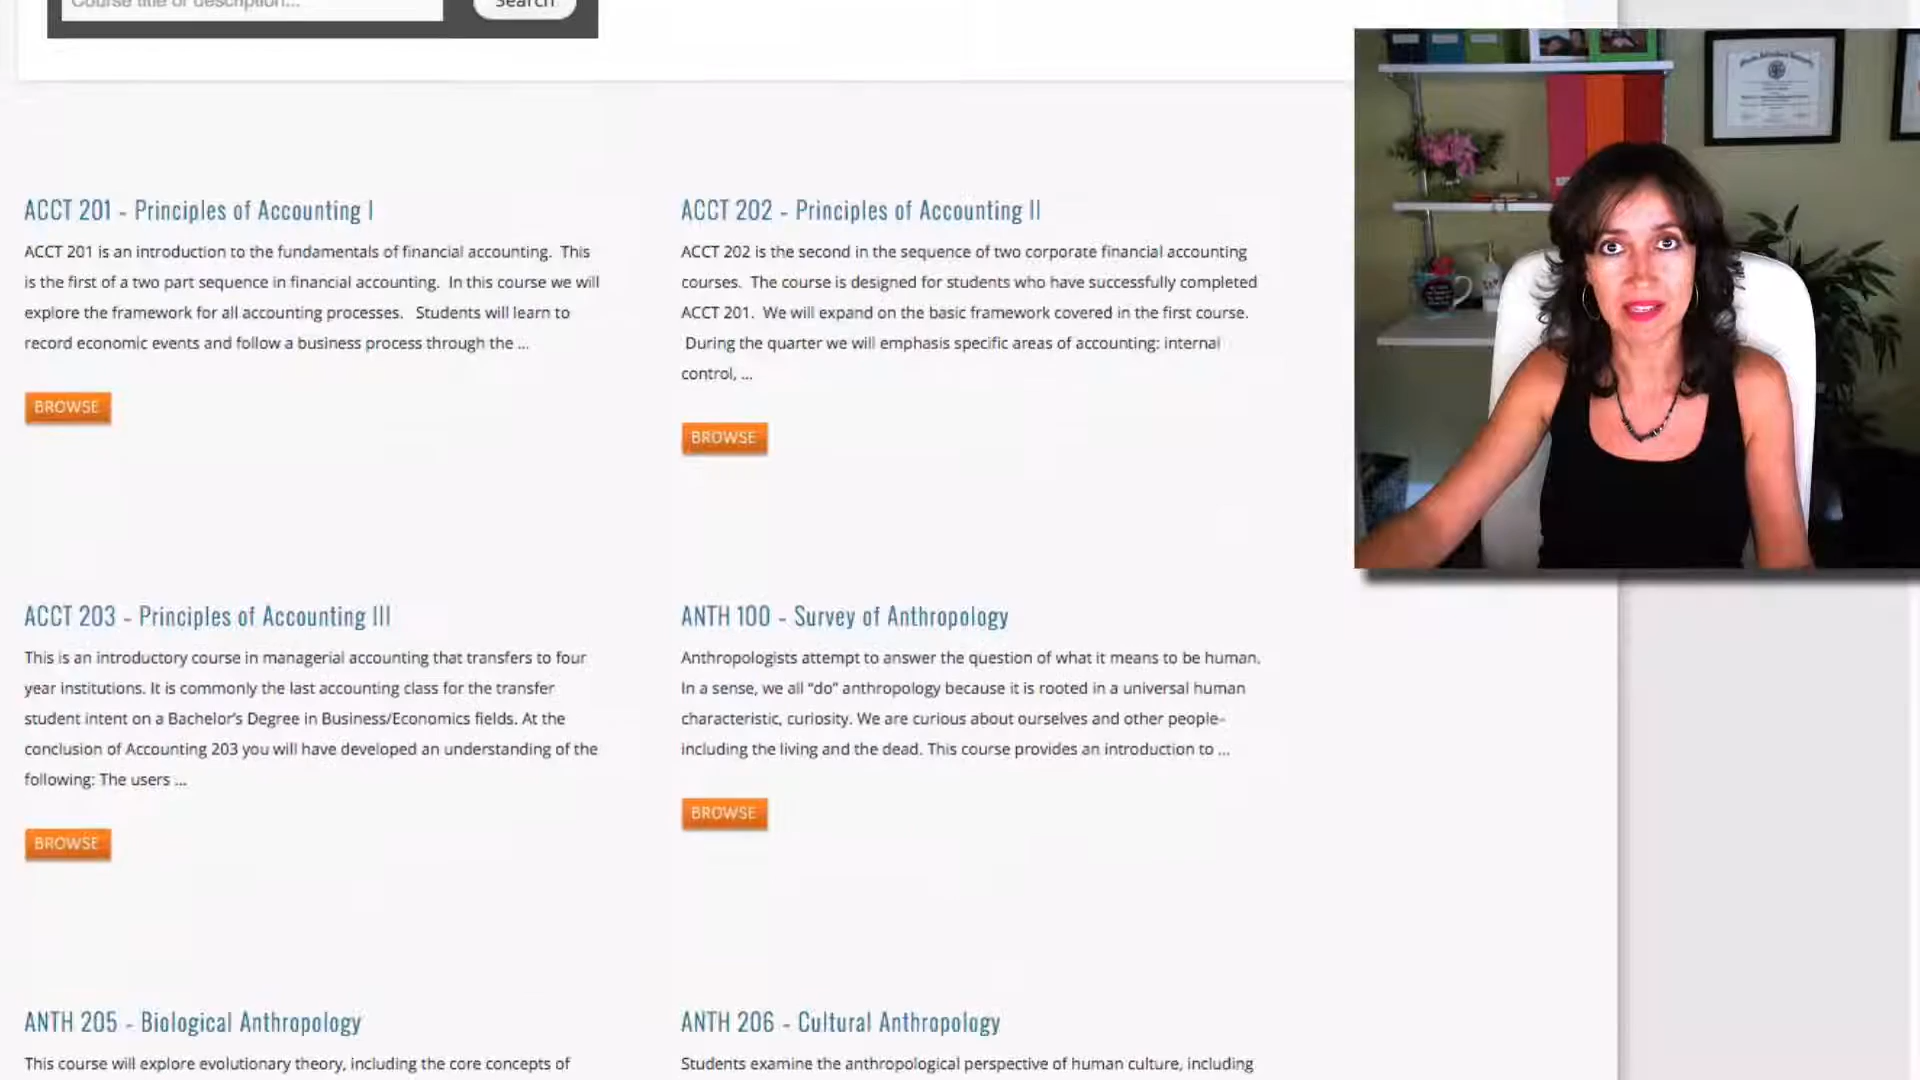 Course title or description...
Search
ACCT 201 - Principles of Accounting I
ACCT 201 is an introduction to the fundamentals of financial accounting.  This
is the first of a two part sequence in financial accounting.  In this course we will
explore the framework for all accounting processes.   Students will learn to
record economic events and follow a business process through the ...
BROWSE
ACCT 202 - Principles of Accounting II
ACCT 202 is the second in the sequence of two corporate financial accounting
courses.  The course is designed for students who have successfully completed
ACCT 201.  We will expand on the basic framework covered in the first course.
During the quarter we will emphasis specific areas of accounting: internal
control, ...
BROWSE
ACCT 203 - Principles of Accounting III
This is an introductory course in managerial accounting that transfers to four
year institutions. It is commonly the last accounting class for the transfer
student intent on a Bachelor's Degree in Business/Economics fields. At the
conclusion of Accounting 203 you will have developed an understanding of the
following: The users ...
BROWSE
ANTH 100 - Survey of Anthropology
Anthropologists attempt to answer the question of what it means to be human.
In a sense, we all “do” anthropology because it is rooted in a universal human
characteristic, curiosity. We are curious about ourselves and other people-
including the living and the dead. This course provides an introduction to ...
BROWSE
ANTH 205 - Biological Anthropology
This course will explore evolutionary theory, including the core concepts of
ANTH 206 - Cultural Anthropology
Students examine the anthropological perspective of human culture, including